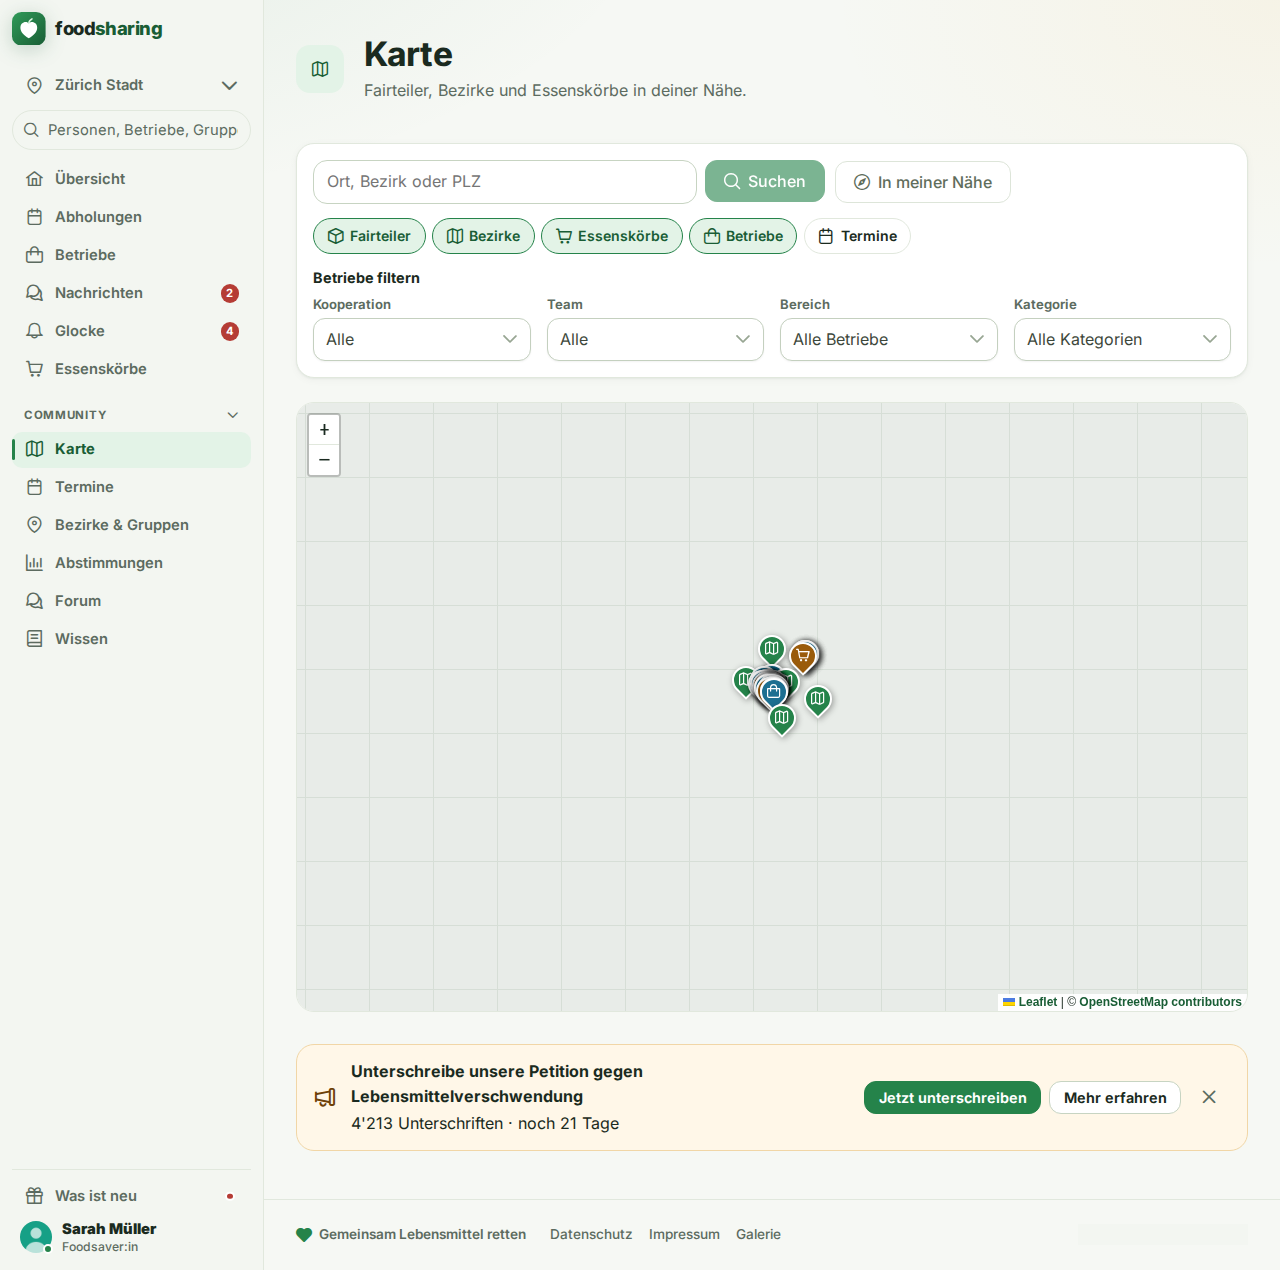 foodsharing
Zürich Stadt
Personen, Betriebe, Grupp
Übersicht
Abholungen
Betriebe
Nachrichten 2
Glocke 4
Essenskörbe
COMMUNITY
Karte
Termine
Bezirke & Gruppen
Abstimmungen
Forum
Wissen
Was ist neu
Sarah Müller
Foodsaver:in
Karte
Fairteiler, Bezirke und Essenskörbe in deiner Nähe.
Ort, Bezirk oder PLZ Suchen In meiner Nähe
Fairteiler Bezirke Essenskörbe Betriebe Termine
Betriebe filtern
Kooperation Team Bereich Kategorie
Alle Alle Alle Betriebe Alle Kategorien
+
−
Leaflet | © OpenStreetMap contributors
Unterschreibe unsere Petition gegen
Lebensmittelverschwendung
4'213 Unterschriften · noch 21 Tage
Jetzt unterschreiben Mehr erfahren
Gemeinsam Lebensmittel retten Datenschutz Impressum Galerie